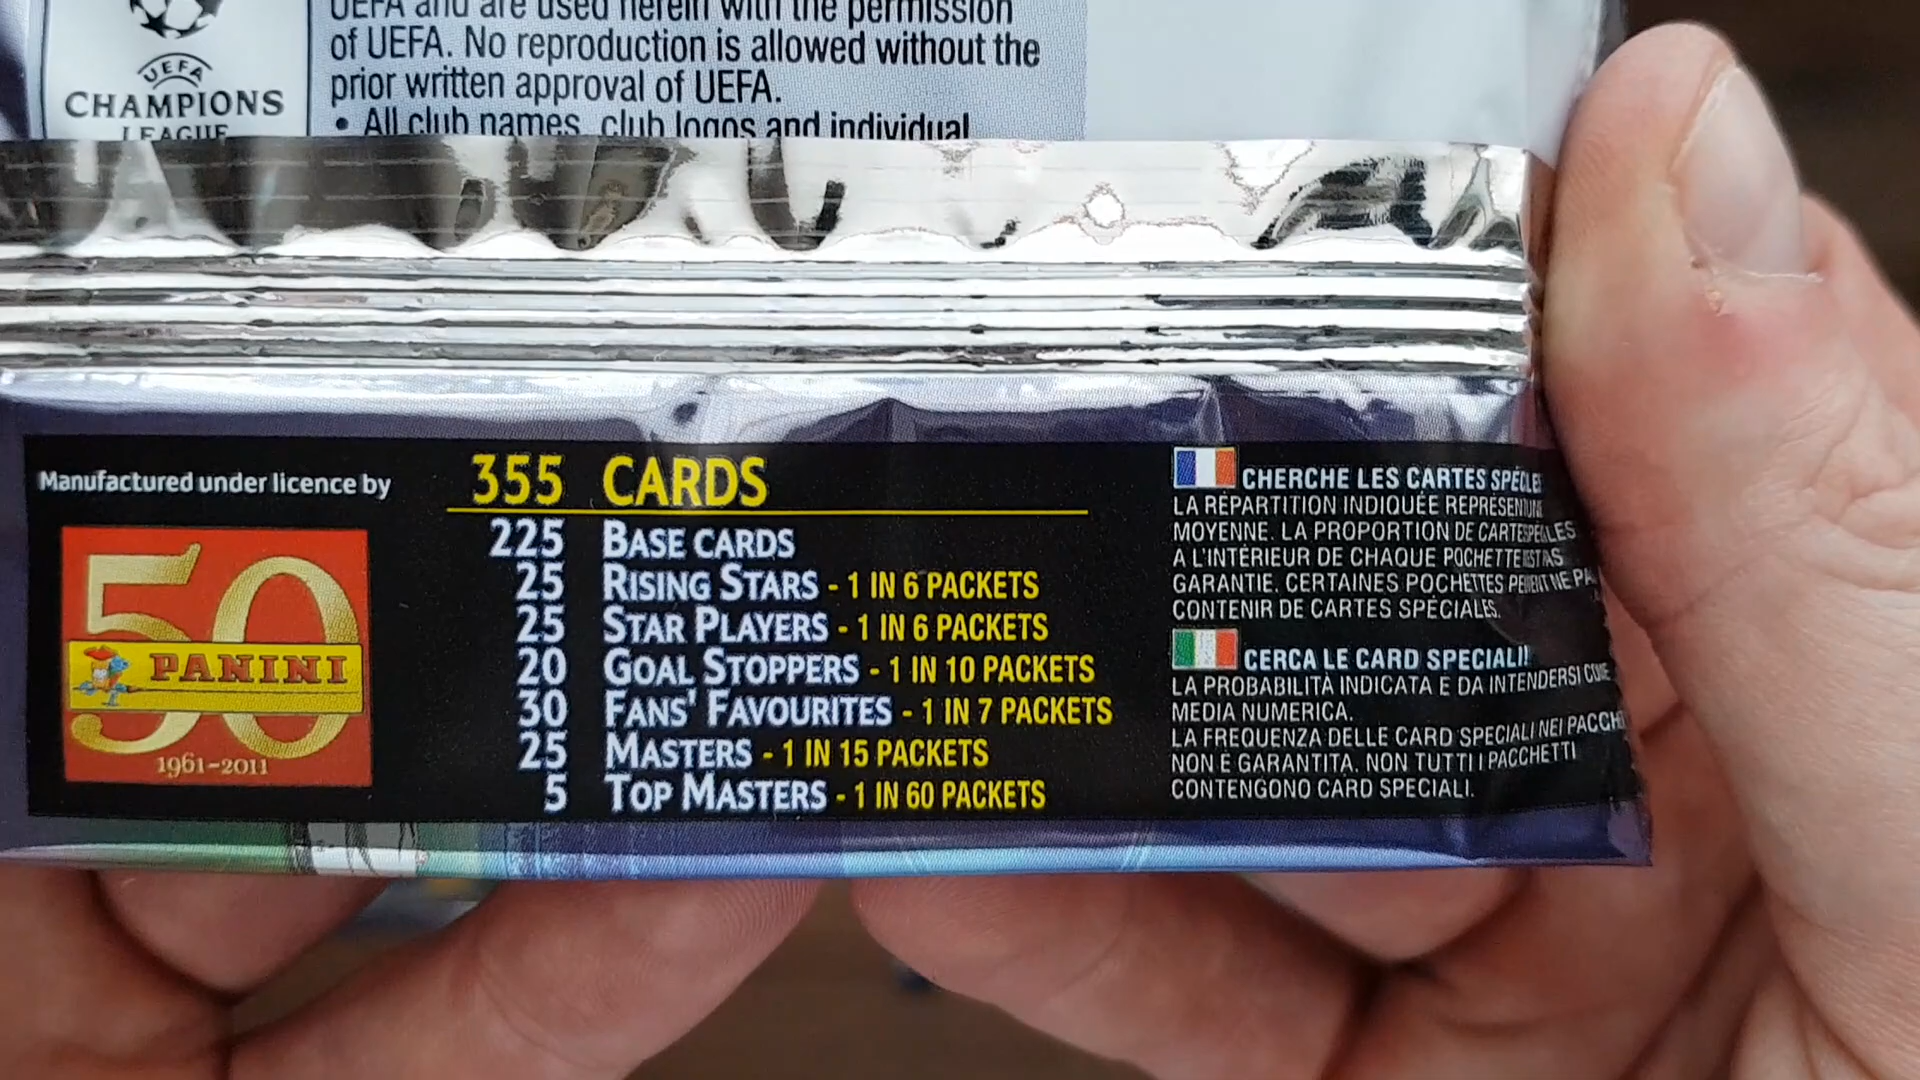 UEFA and are used herein with the permission
of UEFA. No reproduction is allowed without the
prior written approval of UEFA.
• All club names, club logos and individual
UEFA
CHAMPIONS
LEAGUE
Manufactured under licence by
50
PANINI
1961-2011
355 CARDS
225 BASE CARDS
25 RISING STARS - 1 IN 6 PACKETS
25 STAR PLAYERS - 1 IN 6 PACKETS
20 GOAL STOPPERS - 1 IN 10 PACKETS
30 FANS' FAVOURITES - 1 IN 7 PACKETS
25 MASTERS - 1 IN 15 PACKETS
5 TOP MASTERS - 1 IN 60 PACKETS
CHERCHE LES CARTES
LA RÉPARTITION INDIQUÉE
MOYENNE. LA PROPORTION DE
A L'INTÉRIEUR DE CHAQUE POCHETTE
GARANTIE. CERTAINES POCHETTES NE
CONTENIR DE CARTES SPÉCIALES.
CERCA LE CARD SPECIALI!
LA PROBABILITÀ INDICATA È DA INTENDERSI COME
MEDIA NUMERICA.
LA FREQUENZA DELLE CARD SPECIALI NEI
NON È GARANTITA. NON TUTTI I PACCHETTI
CONTENGONO CARD SPECIALI.